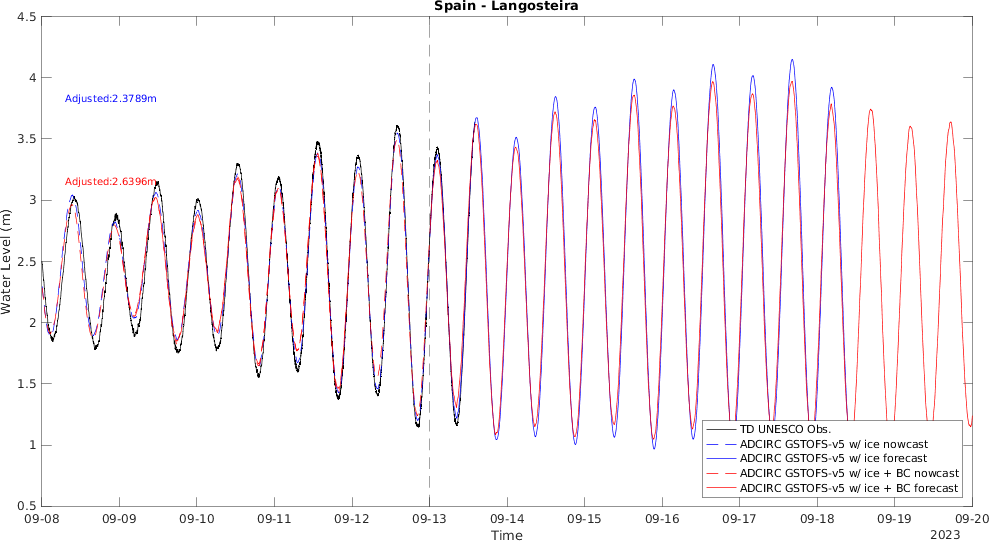 Spain - Langosteira
4.5
4
3.5
3
2.5
2
1.5
1
0.5
Water Level (m)
Adjusted:2.3789m
Adjusted:2.6396m
TD UNESCO Obs.
ADCIRC GSTOFS-v5 w/ ice nowcast
ADCIRC GSTOFS-v5 w/ ice forecast
ADCIRC GSTOFS-v5 w/ ice + BC nowcast
ADCIRC GSTOFS-v5 w/ ice + BC forecast
09-08 09-09 09-10 09-11 09-12 09-13 09-14 09-15 09-16 09-17 09-18 09-19 09-20
Time
2023